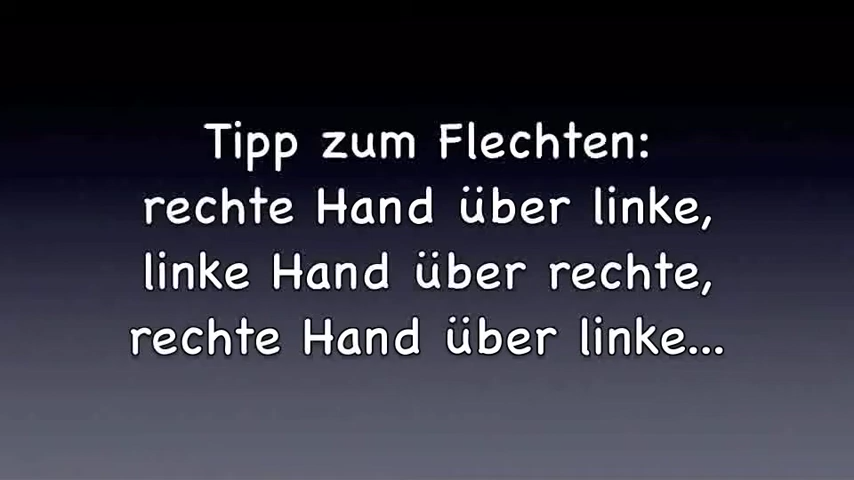 Tipp zum Flechten:
rechte Hand über linke,
linke Hand über rechte,
rechte Hand über linke...